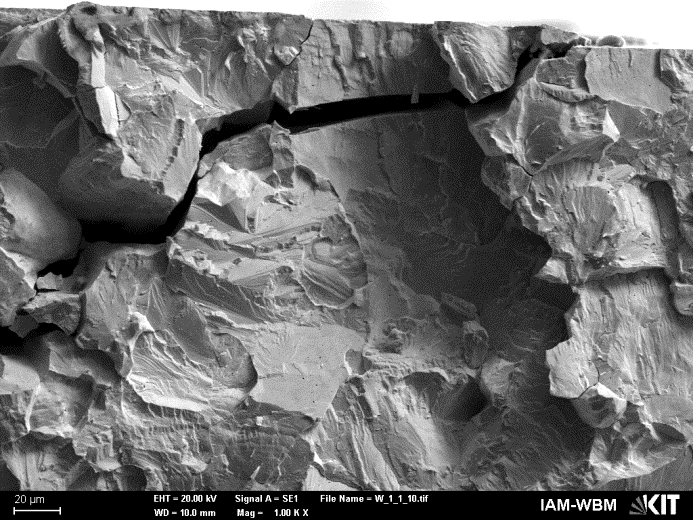 20 µm
EHT = 20.00 kV Signal A = SE1 File Name = W_1_1_10.tif
WD = 10.0 mm Mag = 1.00 K X
IAM-WBM KIT